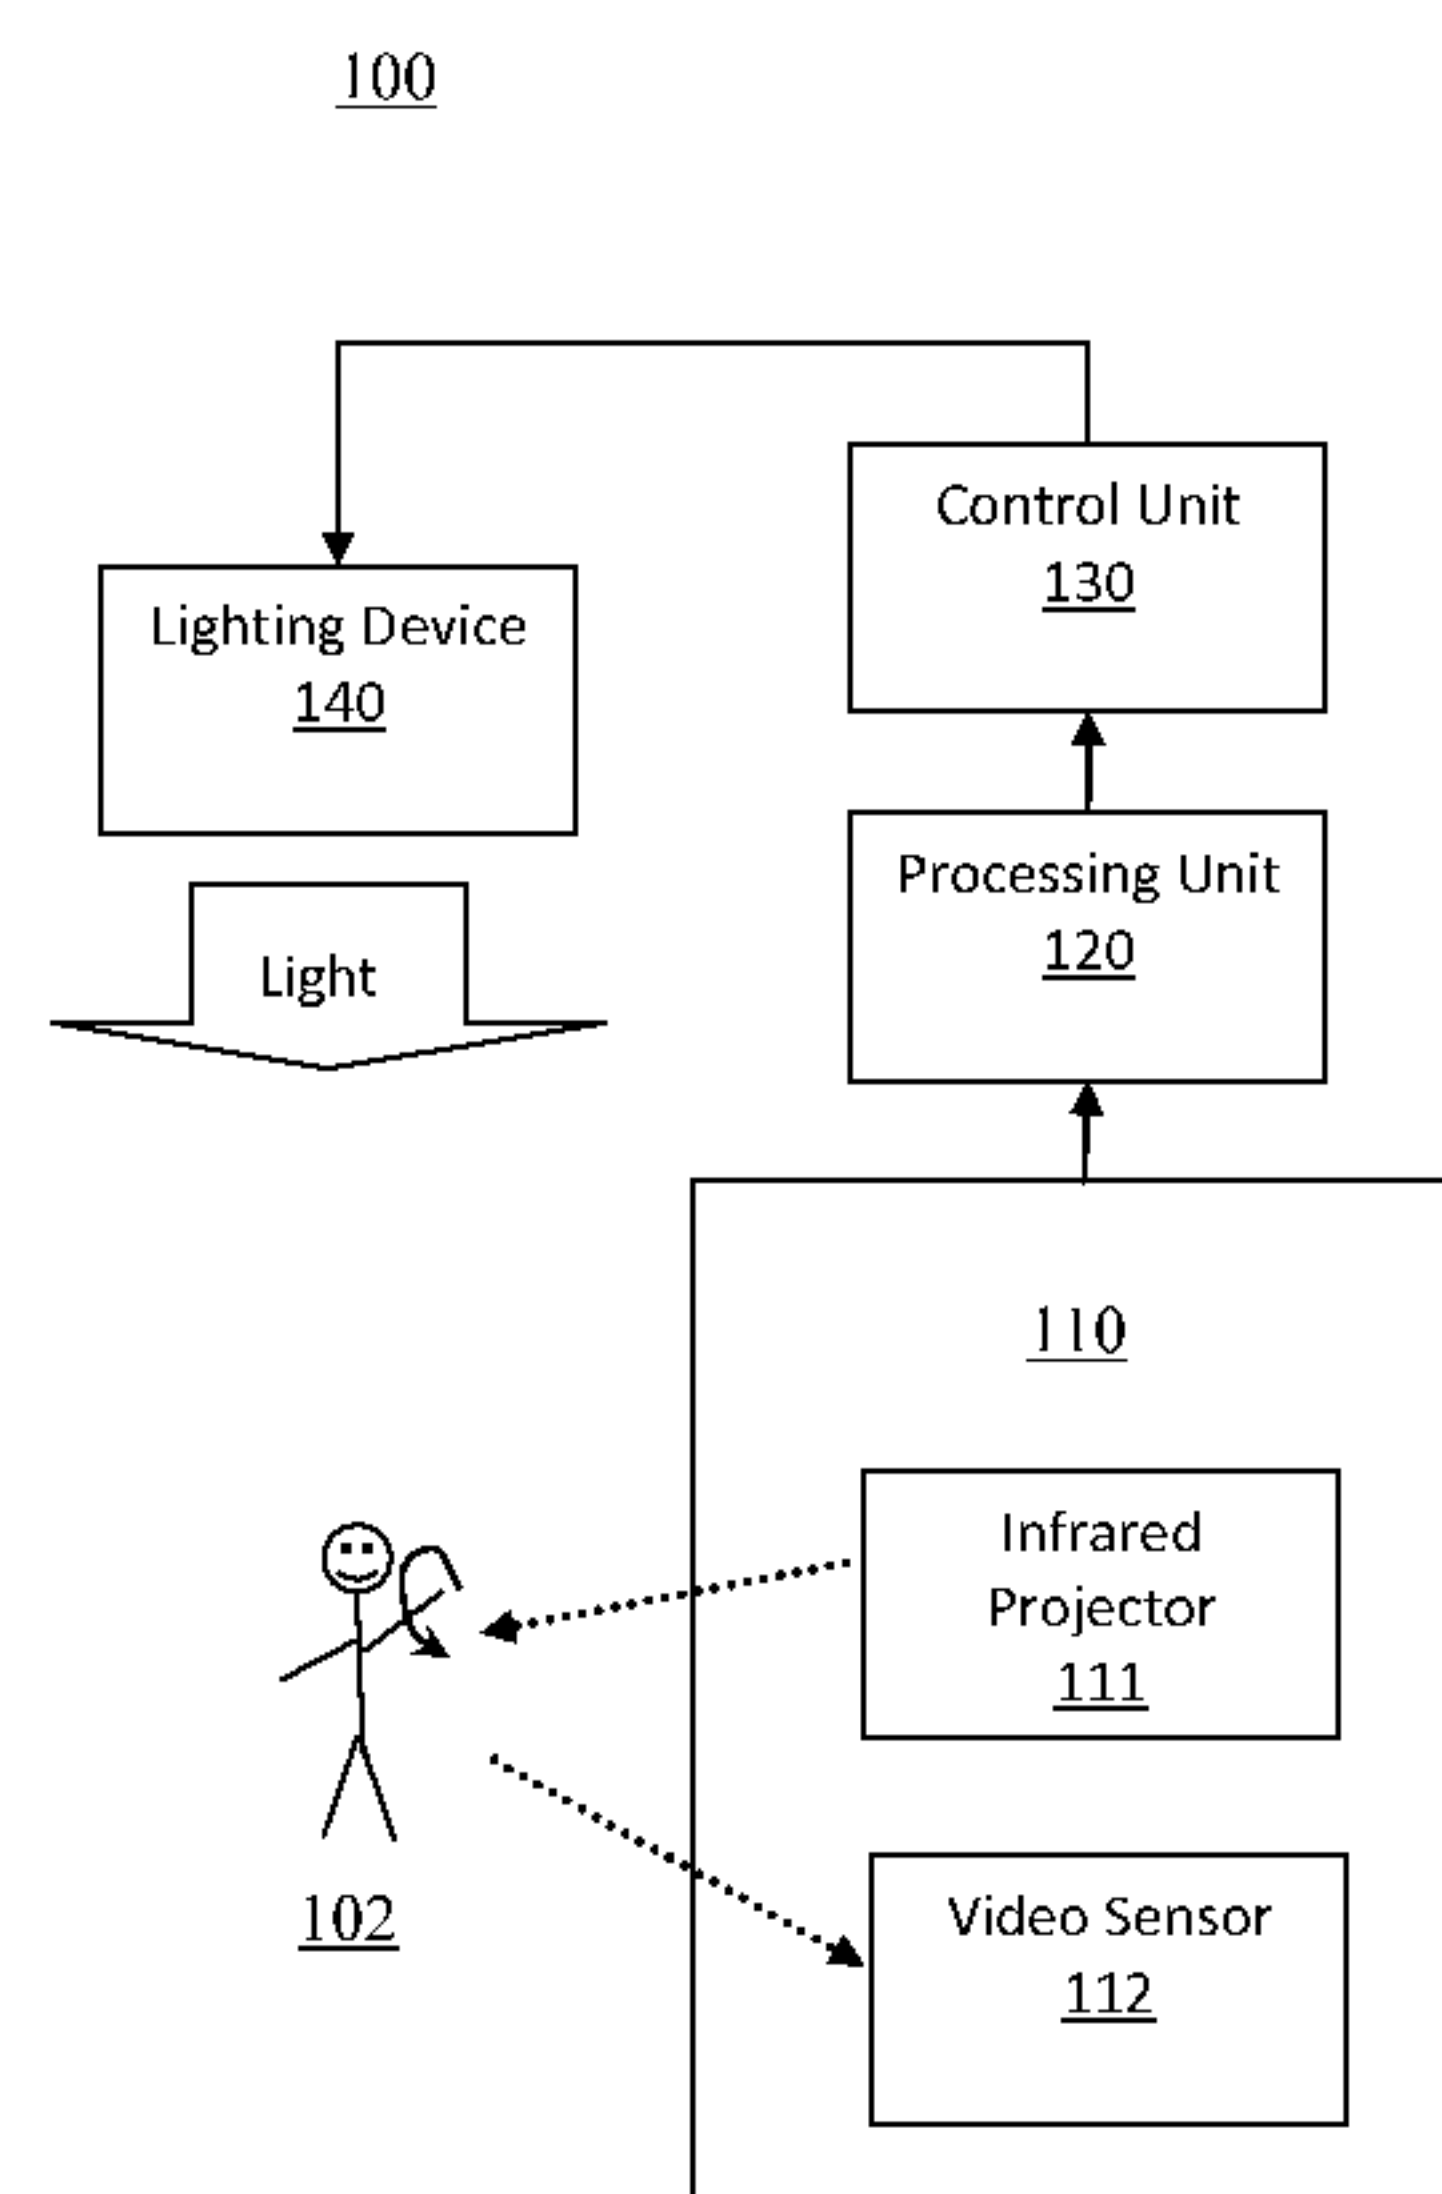 100
Control Unit
130
Lighting Device
140
Processing Unit
120
Light
110
Infrared
Projector
111
102
Video Sensor
112